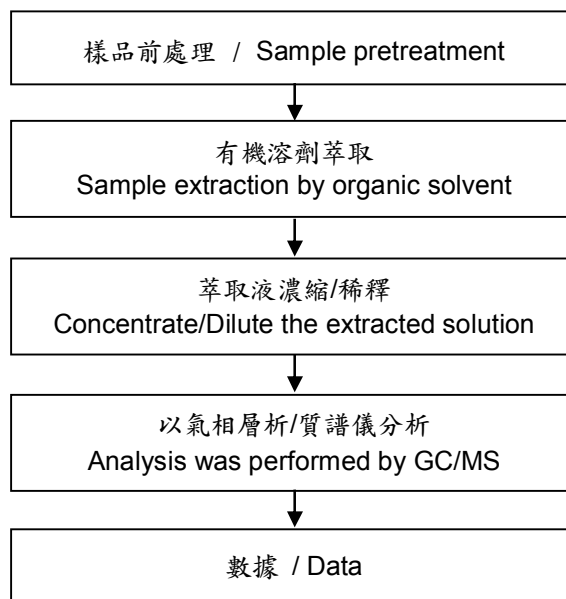 樣品前處理 / Sample pretreatment
有機溶劑萃取
Sample extraction by organic solvent
萃取液濃縮/稀釋
Concentrate/Dilute the extracted solution
以氣相層析/質譜儀分析
Analysis was performed by GC/MS
數據 / Data